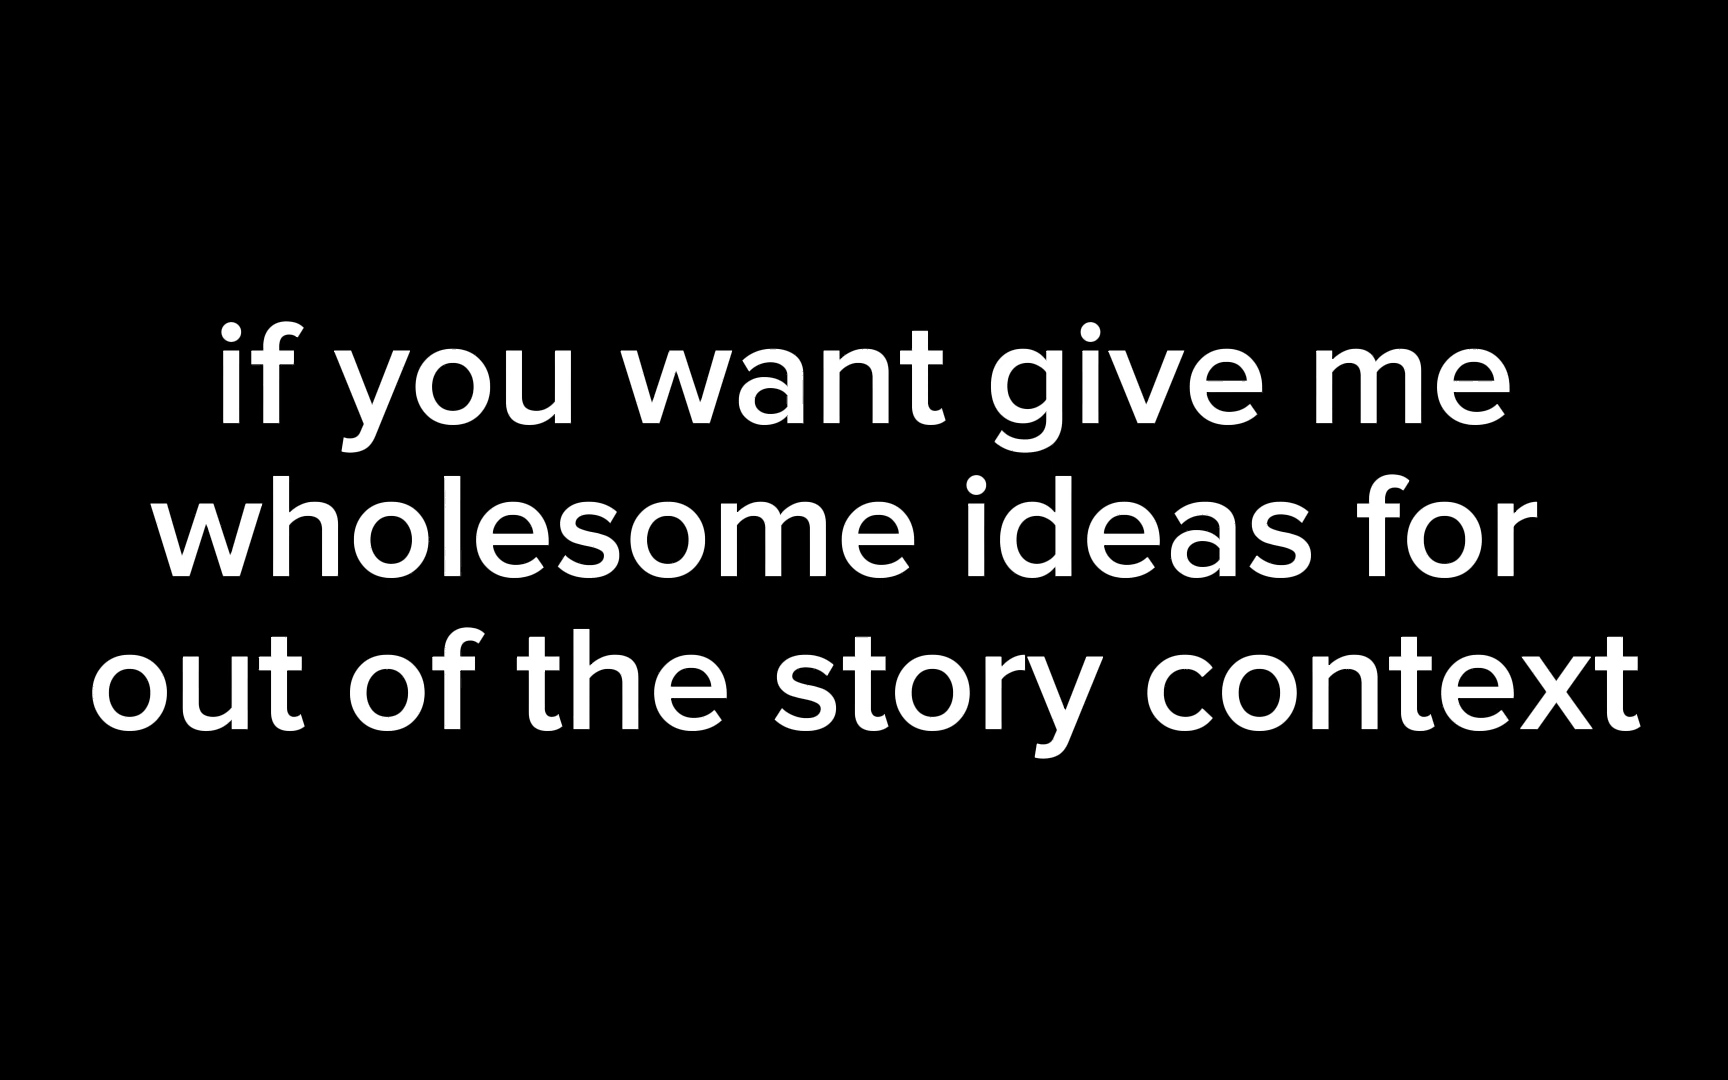 if you want give me
wholesome ideas for
out of the story context